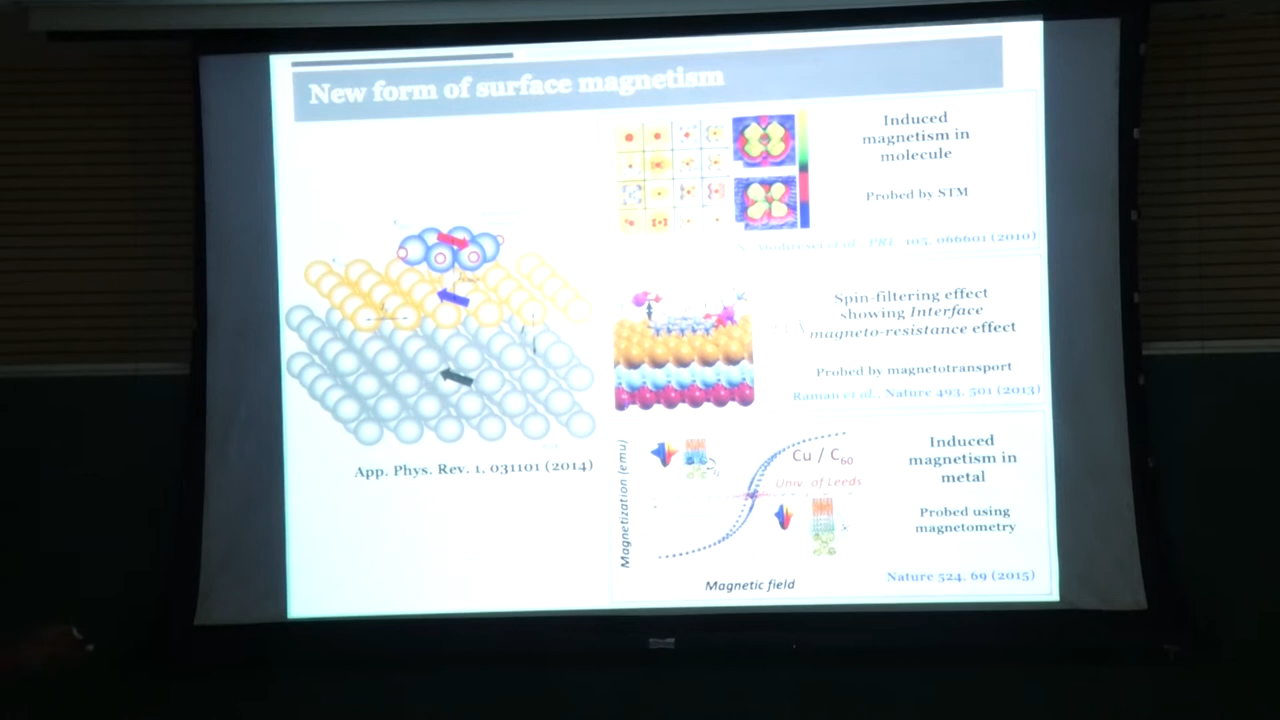 New form of surface magnetism
Induced
magnetism in
molecule
Probed by STM
et al., PRL 105, 066601 (2010)
Spin-filtering effect
showing Interface
magneto-resistance effect
Probed by magnetotransport
Raman et al., Nature 493, 501 (2013)
App. Phys. Rev. 1, 031101 (2014)
Magnetization (emu)
Cu / C60
Univ. of Leeds
Magnetic field
Induced
magnetism in
metal
Probed using
magnetometry
Nature 524, 69 (2015)